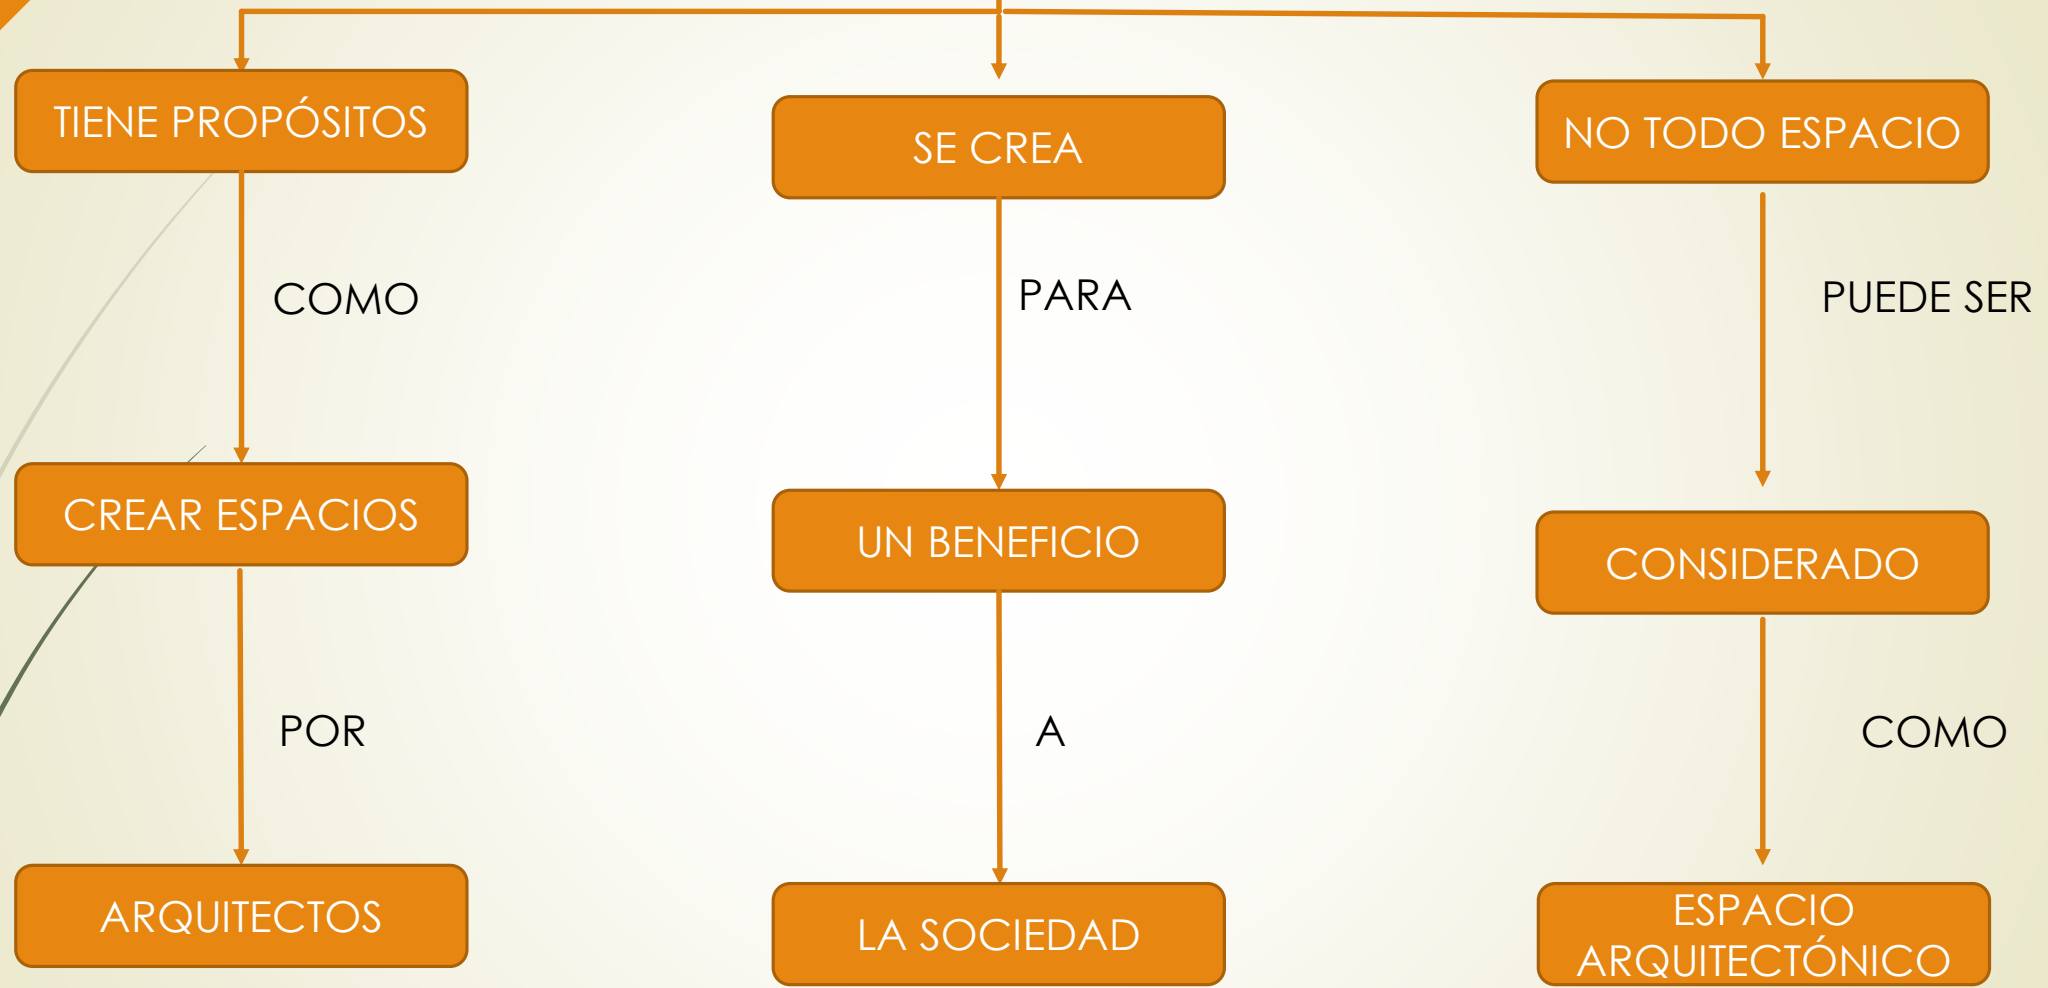 TIENE PROPÓSITOS
SE CREA
NO TODO ESPACIO
COMO
PARA
PUEDE SER
CREAR ESPACIOS
UN BENEFICIO
CONSIDERADO
POR
A
COMO
ARQUITECTOS
LA SOCIEDAD
ESPACIO
ARQUITECTÓNICO